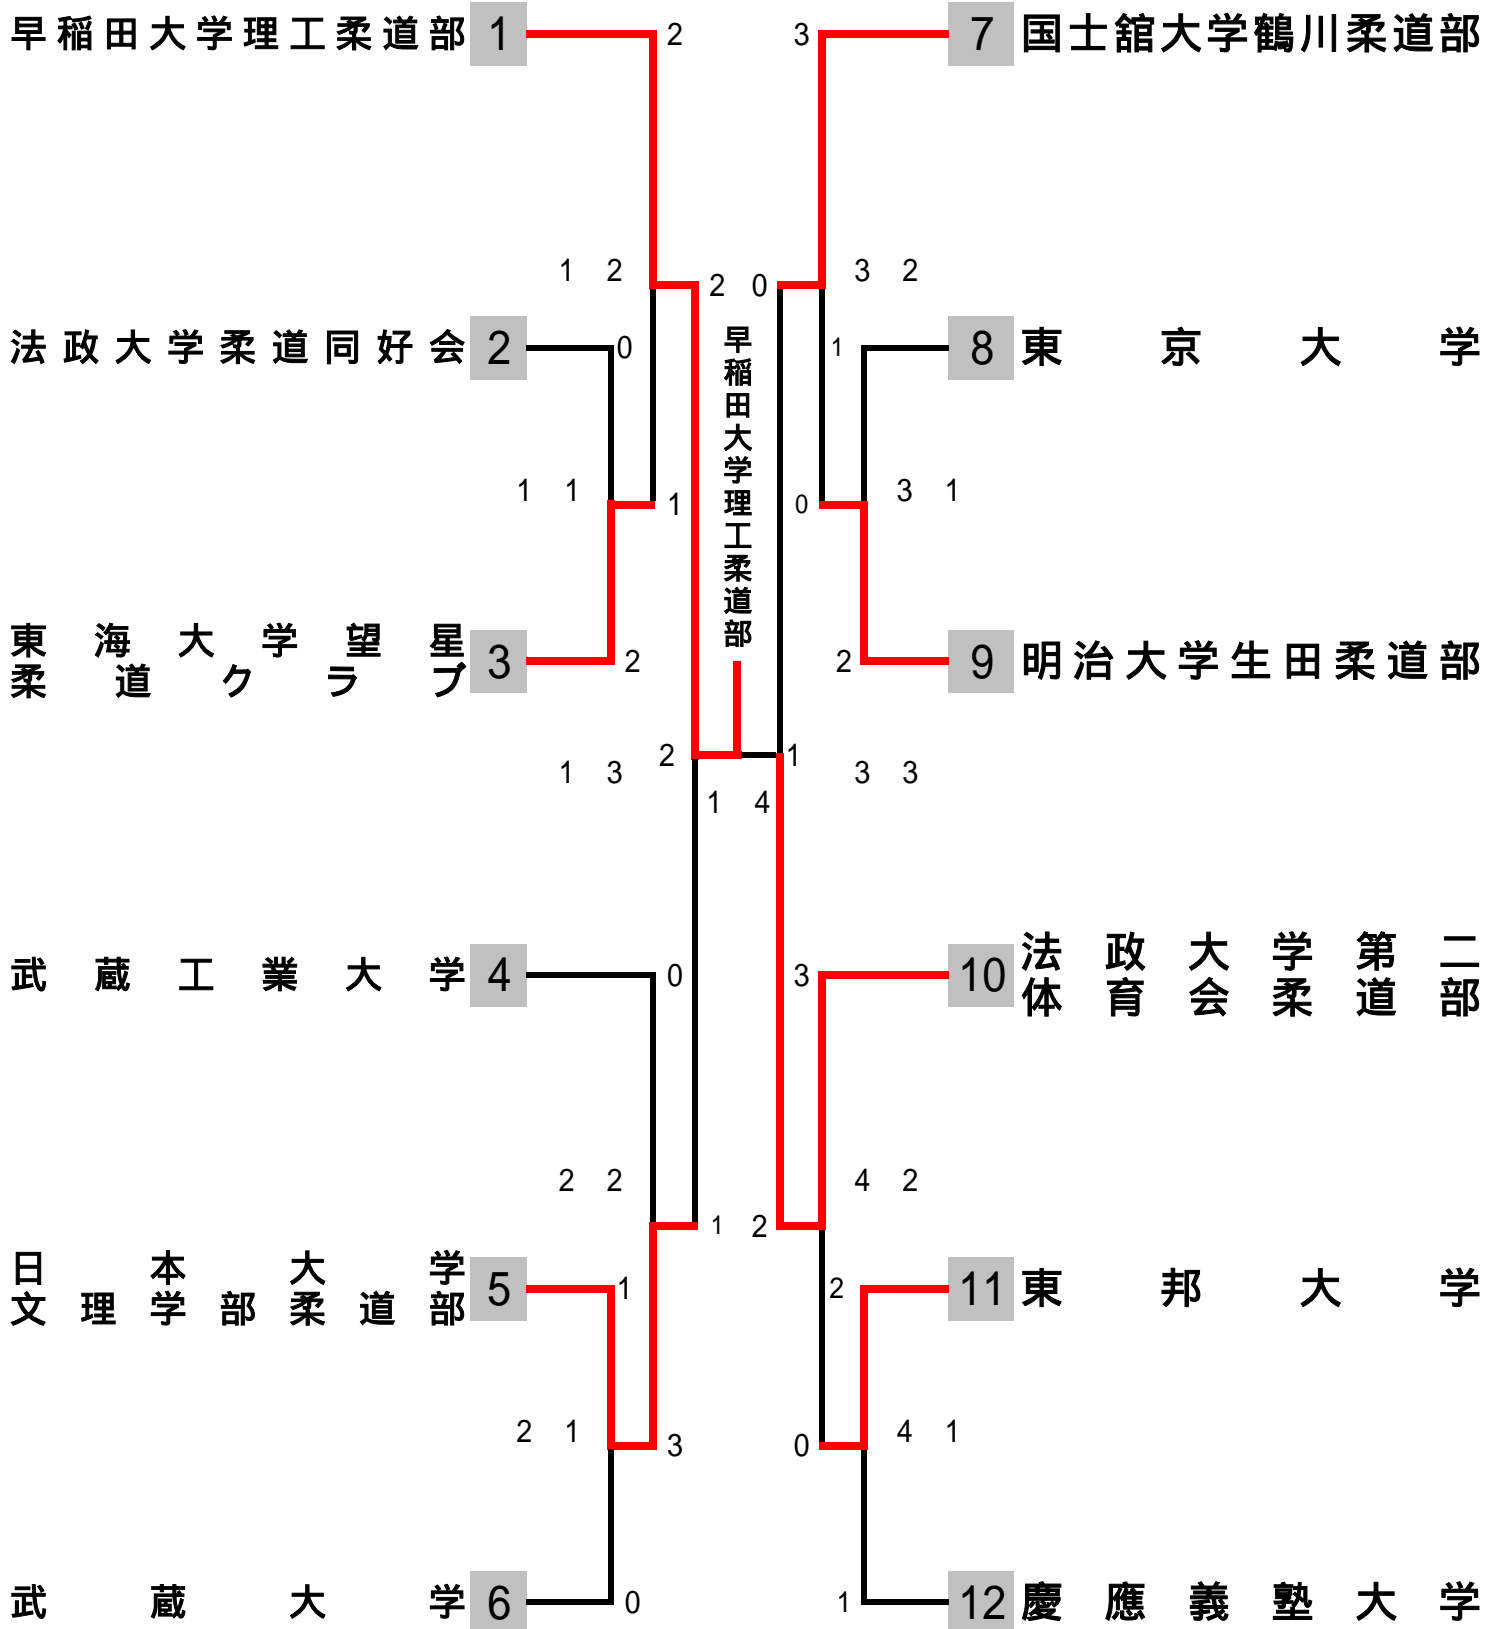 早稲田大学理工柔道部 1 2 3 7 国士舘大学鶴川柔道部
1 2 2 0 3 2
法政大学柔道同好会 2 0 1 8 東京大学
早稲田大学理工柔道部
1 1 1 0 3 1
東海大学望星
柔道クラブ 3 2 2 9 明治大学生田柔道部
2 1
1 3 1 4 3 3
武蔵工業大学 4 0 3 10 法政大学第二
体育会柔道部
2 2 4 2
1 2
日本大学
文理学部柔道部 5 1 2 11 東邦大学
2 1 3 0 4 1
武蔵大学 6 0 1 12 慶應義塾大学